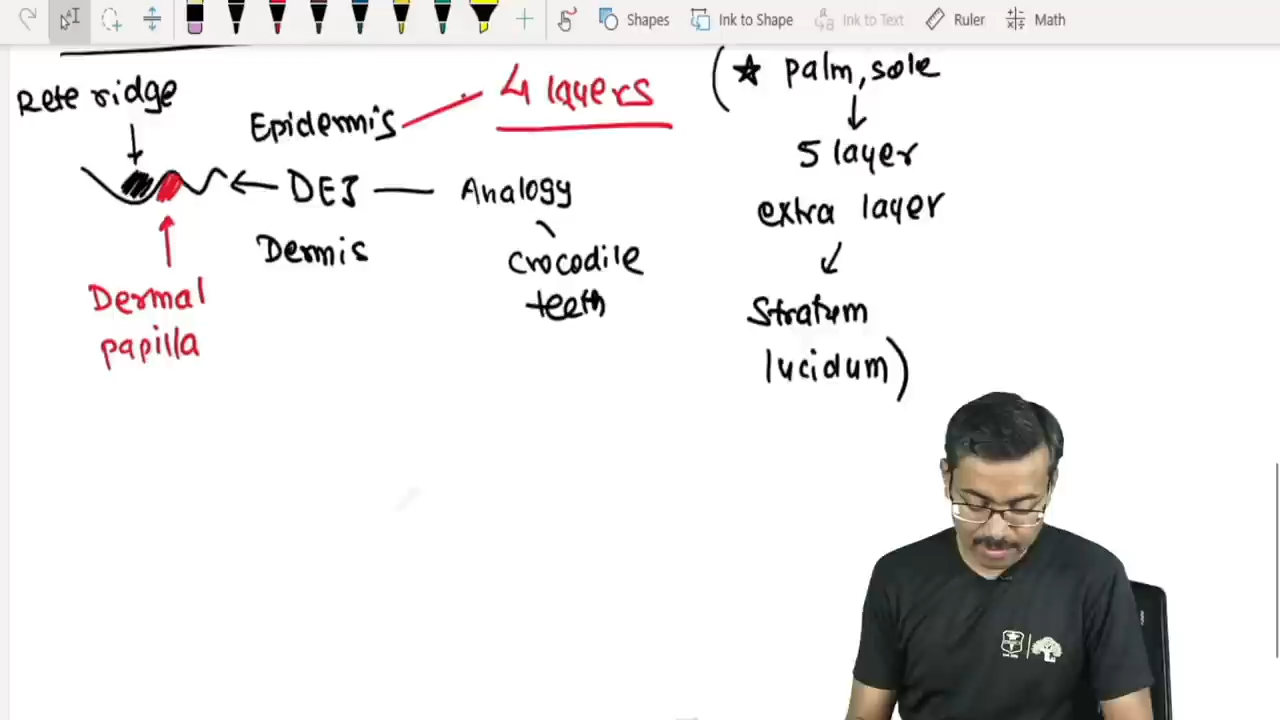 Shapes
Ink to Shape
Ink to Text
Ruler
Math
Rete ridge
Epidermis
4 layers
DEJ
Analogy
Crocodile
teeth
Dermis
Dermal
papilla
(★ palm, sole
5 layer
extra layer
Stratum
lucidum)